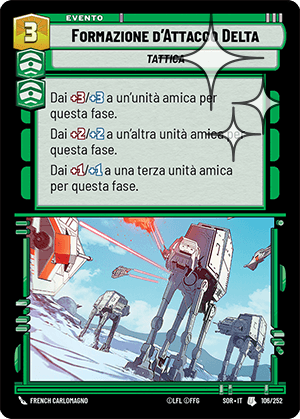 3
EVENTO
FORMAZIONE D'ATTACCO DELTA
TATTICA
Dai +3/+3 a un'unità amica per
questa fase.
Dai +2/+2 a un'altra unità amica per
questa fase.
Dai +1/+1 a una terza unità amica
per questa fase.
FRENCH CARLOMAGNO
©LFL ©FFG
SOR • IT
106/252